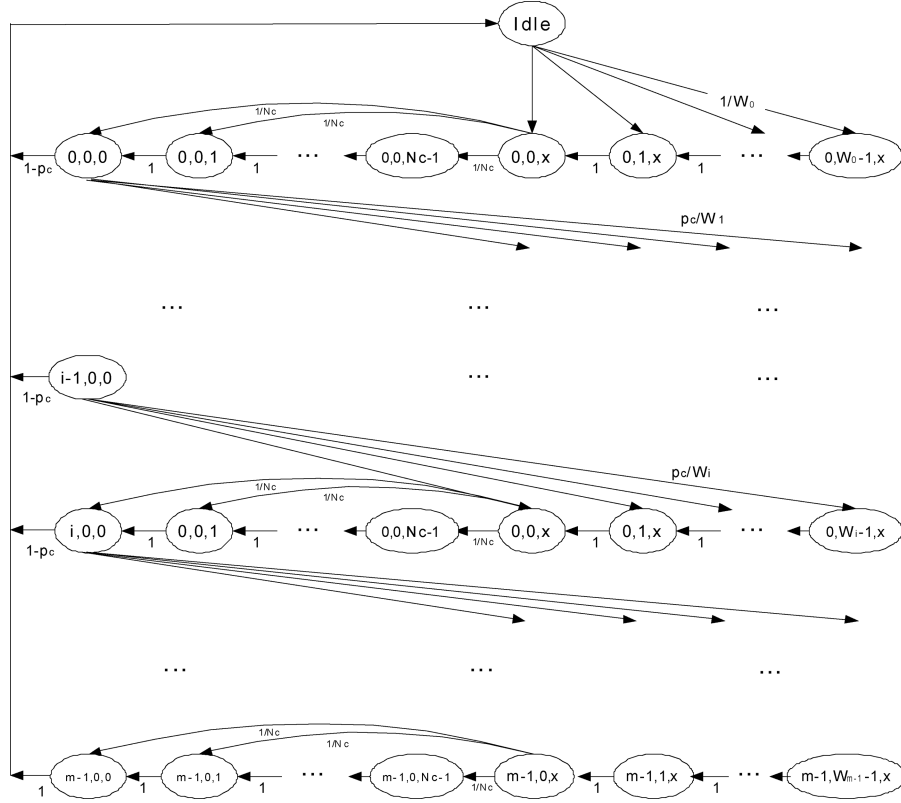 Idle
1/W₀
1/Nc
1/Nc
0,0,0 0,0,1 ... 0,0,Nc-1 0,0,x 0,1,x ... 0,W₀-1,x
1-pc 1 1 1/Nc 1 1
pc/W₁
... ... ...
i-1,0,0 ... ...
1-pc
pc/Wi
1/Nc
1/Nc
i,0,0 0,0,1 ... 0,0,Nc-1 0,0,x 0,1,x ... 0,Wi-1,x
1-pc 1 1 1/Nc 1 1
... ... ...
1/Nc
1/Nc
m-1,0,0 m-1,0,1 ... m-1,0,Nc-1 m-1,0,x m-1,1,x ... m-1,Wm-1-1,x
1 1 1 1/Nc 1 1